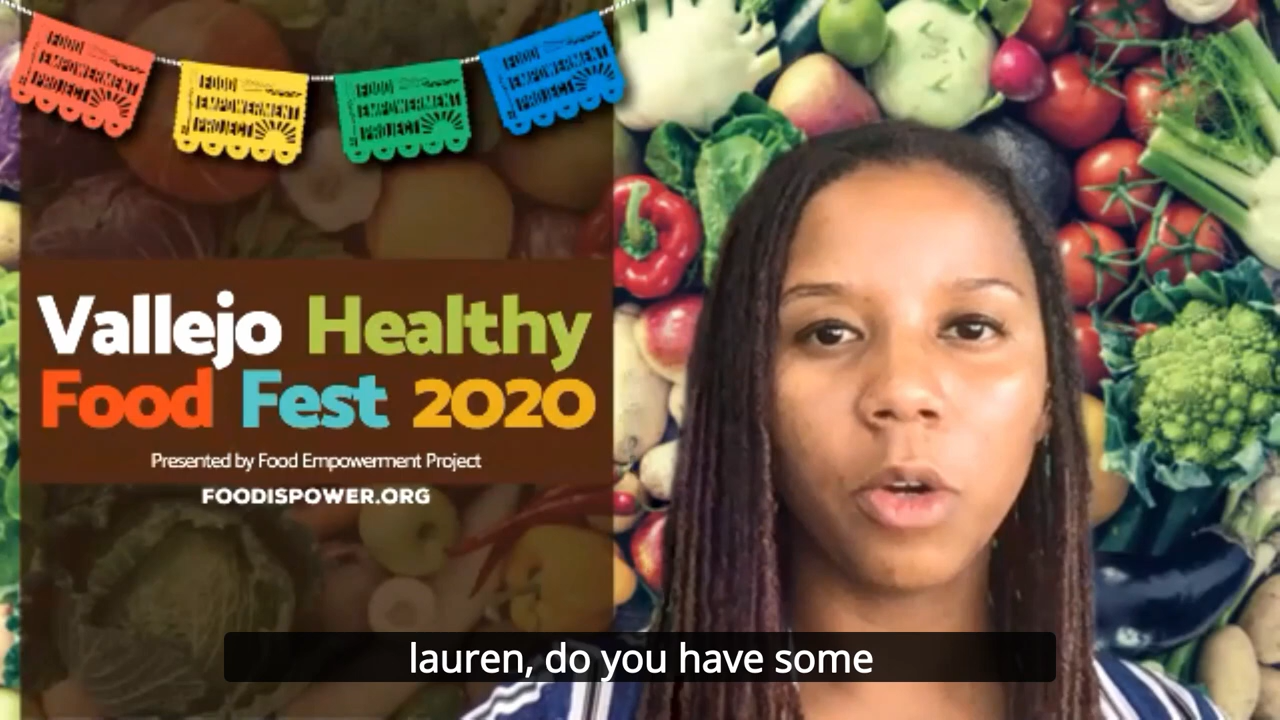 FOOD
EMPOWERMENT
PROJECT
FOOD
EMPOWERMENT
PROJECT
FOOD
EMPOWERMENT
PROJECT
FOOD
EMPOWERMENT
PROJECT
Vallejo Healthy
Food Fest 2020
Presented by Food Empowerment Project
FOODISPOWER.ORG
lauren, do you have some